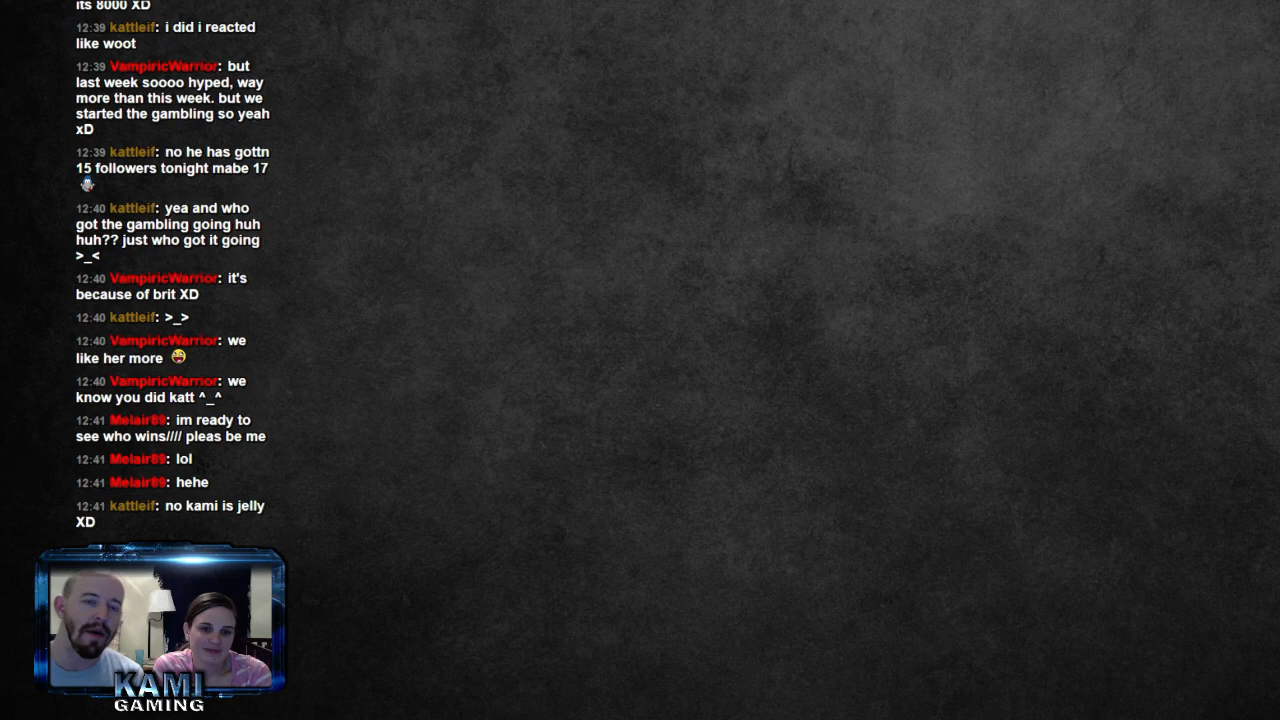 its 8000 XD
12:39 kattleif: i did i reacted
like woot
12:39 VampiricWarrior: but
last week soooo hyped, way
more than this week. but we
started the gambling so yeah
xD
12:39 kattleif: no he has gottn
15 followers tonight mabe 17
12:40 kattleif: yea and who
got the gambling going huh
huh?? just who got it going
>_<
12:40 VampiricWarrior: it's
because of brit XD
12:40 kattleif: >_>
12:40 VampiricWarrior: we
like her more
12:40 VampiricWarrior: we
know you did katt ^_^
12:41 Melair89: im ready to
see who wins//// pleas be me
12:41 Melair89: lol
12:41 Melair89: hehe
12:41 kattleif: no kami is jelly
XD
KAMI
GAMING